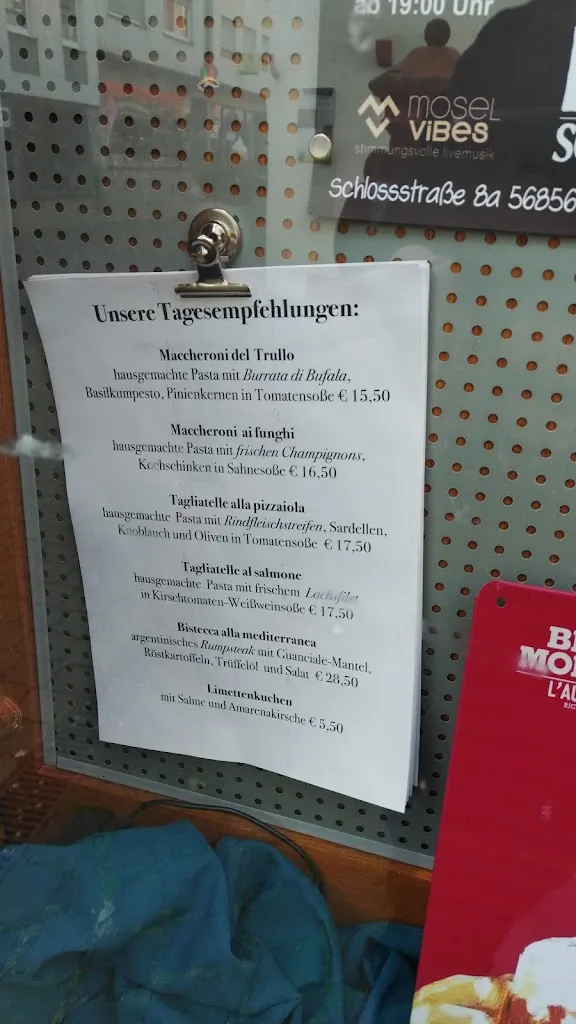 ab 19:00 Uhr
mosel
ViBES
stimmungsvolle livemusik
Schlossstraße 8a 56856
Unsere Tagesempfehlungen:
Maccheroni del Trullo
hausgemachte Pasta mit Burrata di Bufala,
Basilkumpesto, Pinienkernen in Tomatensoße € 15,50
Maccheroni ai funghi
hausgemachte Pasta mit frischen Champignons,
Kochschinken in Sahnesoße € 16,50
Tagliatelle alla pizzaiola
hausgemachte Pasta mit Rindfleischstreifen, Sardellen,
Knoblauch und Oliven in Tomatensoße € 17,50
Tagliatelle al salmone
hausgemachte Pasta mit frischem Lachsfilet
in Kirschtomaten-Weißweinsoße € 17,50
Bistecca alla mediterranea
argentinisches Rumpsteak mit Guanciale-Mantel,
Röstkartoffeln, Trüffelöl und Salat € 28,50
Limettenkuchen
mit Sahne und Amarenakirsche € 5,50